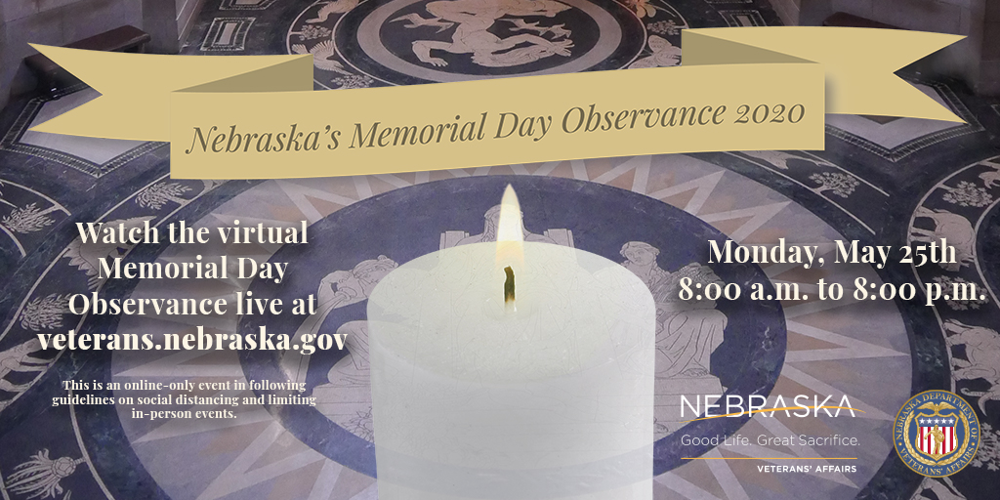 Nebraska's Memorial Day Observance 2020
Watch the virtual
Memorial Day
Observance live at
veterans.nebraska.gov
This is an online-only event in following
guidelines on social distancing and limiting
in-person events.
Monday, May 25th
8:00 a.m. to 8:00 p.m.
NEBRASKA
Good Life. Great Sacrifice.
VETERANS' AFFAIRS
NEBRASKA DEPARTMENT OF
VETERANS' AFFAIRS